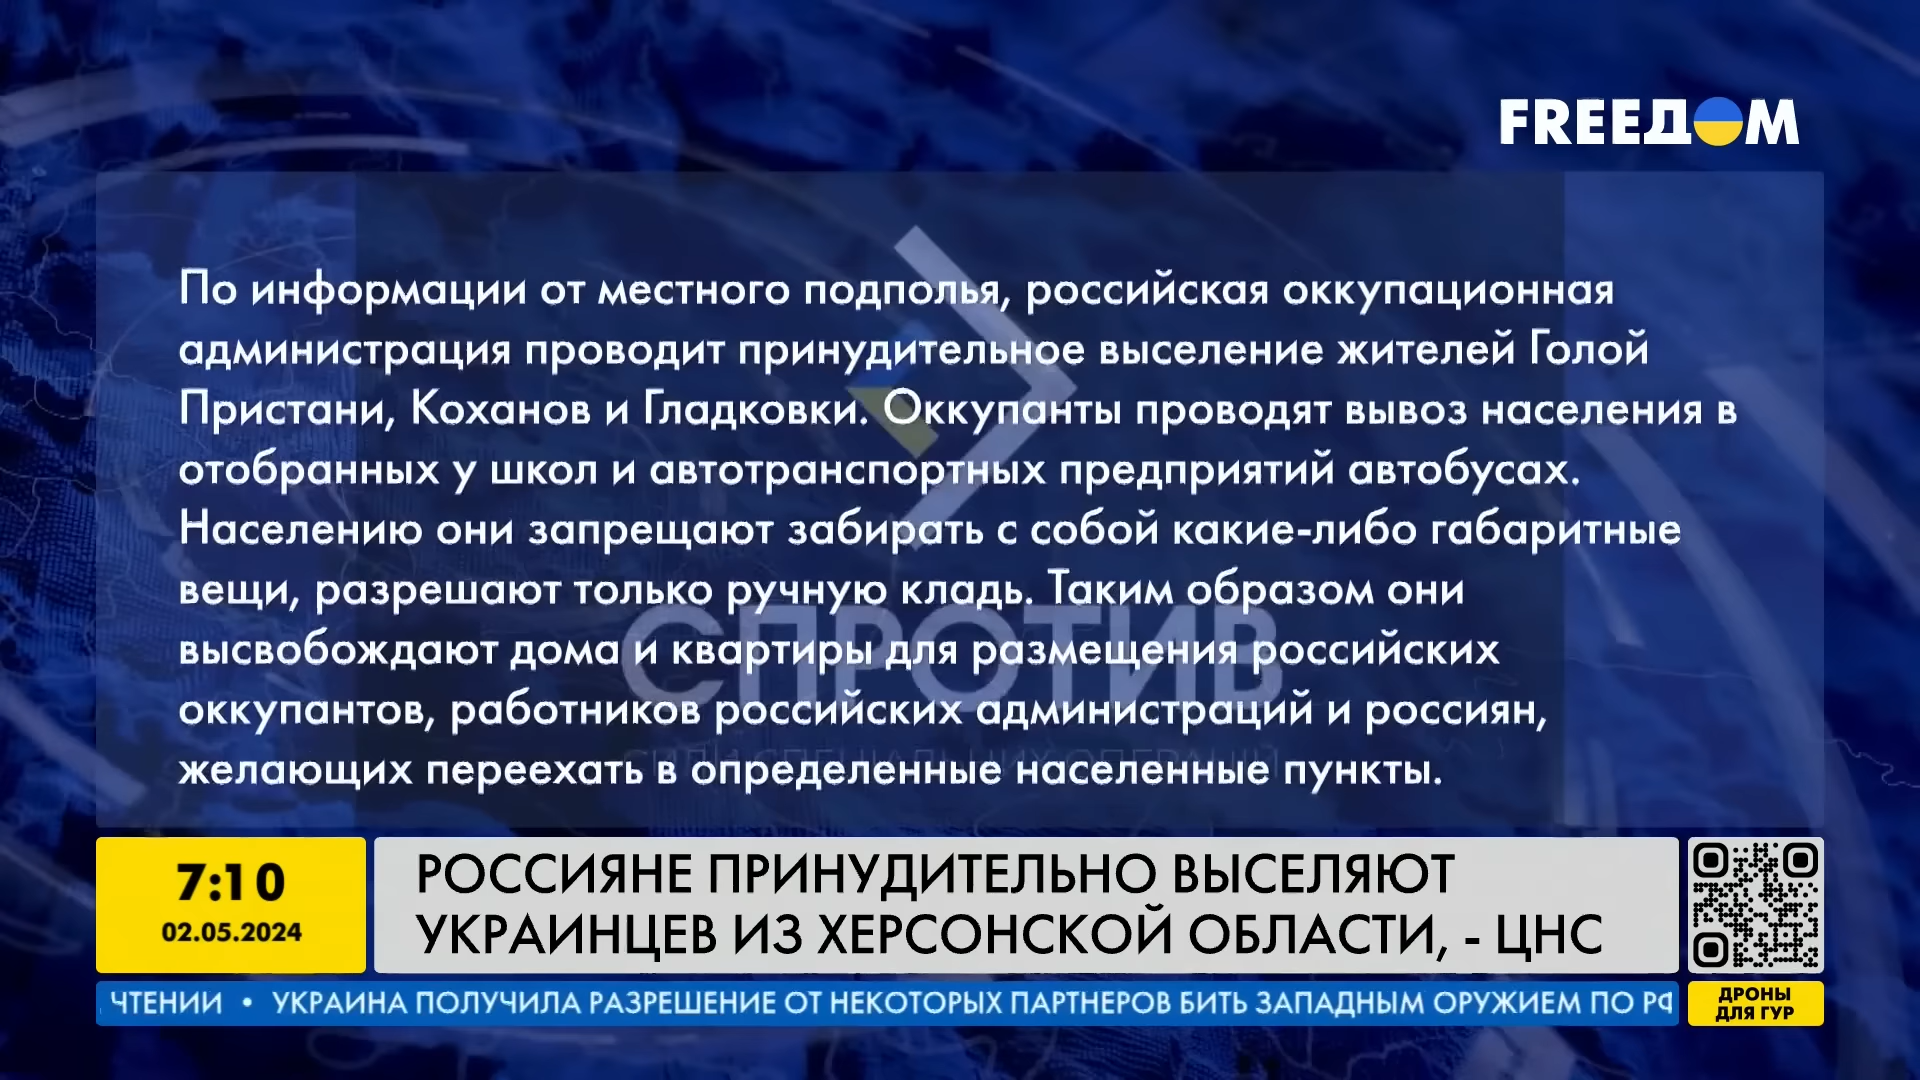 FREEДOM
По информации от местного подполья, российская оккупационная
администрация проводит принудительное выселение жителей Голой
Пристани, Коханов и Гладковки. Оккупанты проводят вывоз населения в
отобранных у школ и автотранспортных предприятий автобусах.
Населению они запрещают забирать с собой какие-либо габаритные
вещи, разрешают только ручную кладь. Таким образом они
высвобождают дома и квартиры для размещения российских
оккупантов, работников российских администраций и россиян,
желающих переехать в определенные населенные пункты.
СПРОТИВ
СИЛИ СПЕЦІАЛЬНИХ ОПЕРАЦІЙ
7:10
02.05.2024
РОССИЯНЕ ПРИНУДИТЕЛЬНО ВЫСЕЛЯЮТ
УКРАИНЦЕВ ИЗ ХЕРСОНСКОЙ ОБЛАСТИ, - ЦНС
ЧТЕНИИ • УКРАИНА ПОЛУЧИЛА РАЗРЕШЕНИЕ ОТ НЕКОТОРЫХ ПАРТНЕРОВ БИТЬ ЗАПАДНЫМ ОРУЖИЕМ ПО РФ
ДРОНЫ
ДЛЯ ГУР